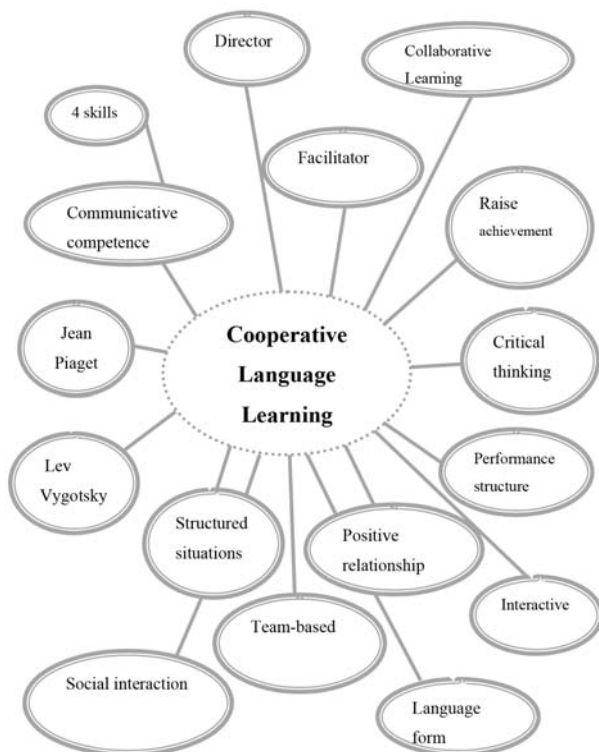 Director
Collaborative
Learning
4 skills
Facilitator
Communicative
competence
Raise
achievement
Cooperative
Language
Learning
Jean
Piaget
Critical
thinking
Lev
Vygotsky
Performance
structure
Structured
situations
Positive
relationship
Interactive
Team-based
Social interaction
Language
form